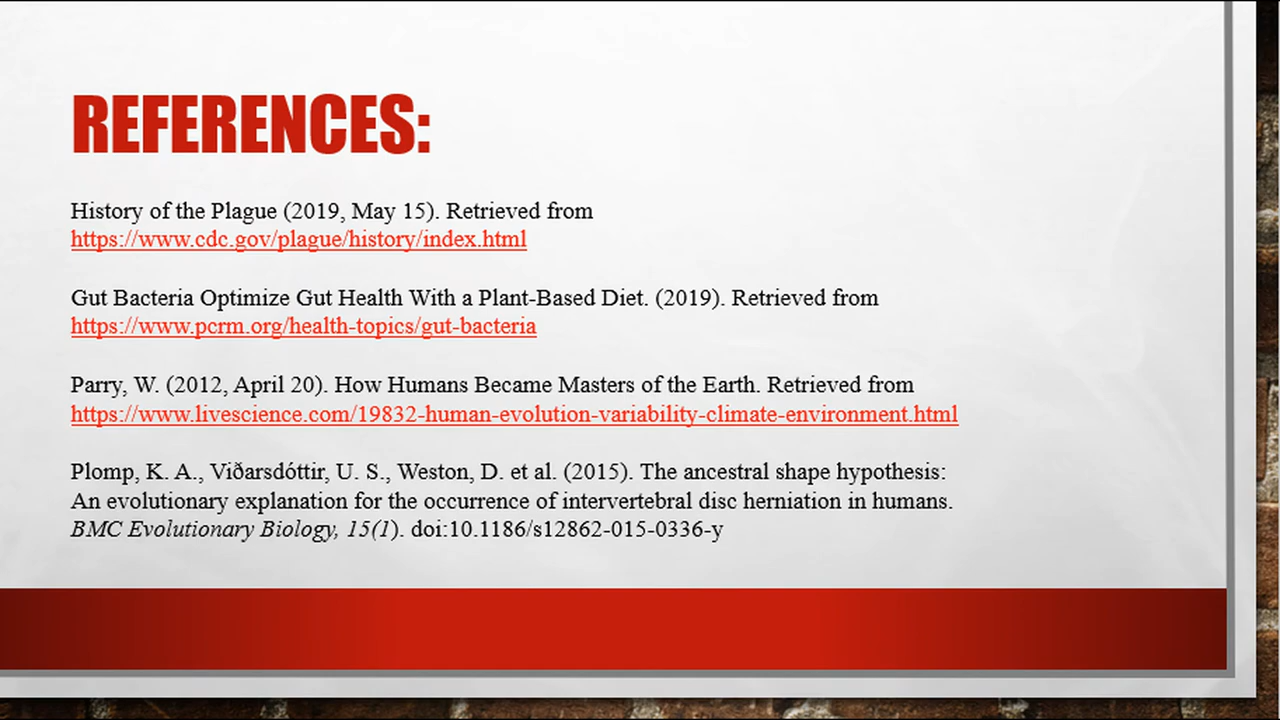 REFERENCES:
History of the Plague (2019, May 15). Retrieved from
https://www.cdc.gov/plague/history/index.html
Gut Bacteria Optimize Gut Health With a Plant-Based Diet. (2019). Retrieved from
https://www.pcrm.org/health-topics/gut-bacteria
Parry, W. (2012, April 20). How Humans Became Masters of the Earth. Retrieved from
https://www.livescience.com/19832-human-evolution-variability-climate-environment.html
Plomp, K. A., Viðarsdóttir, U. S., Weston, D. et al. (2015). The ancestral shape hypothesis:
An evolutionary explanation for the occurrence of intervertebral disc herniation in humans.
BMC Evolutionary Biology, 15(1). doi:10.1186/s12862-015-0336-y